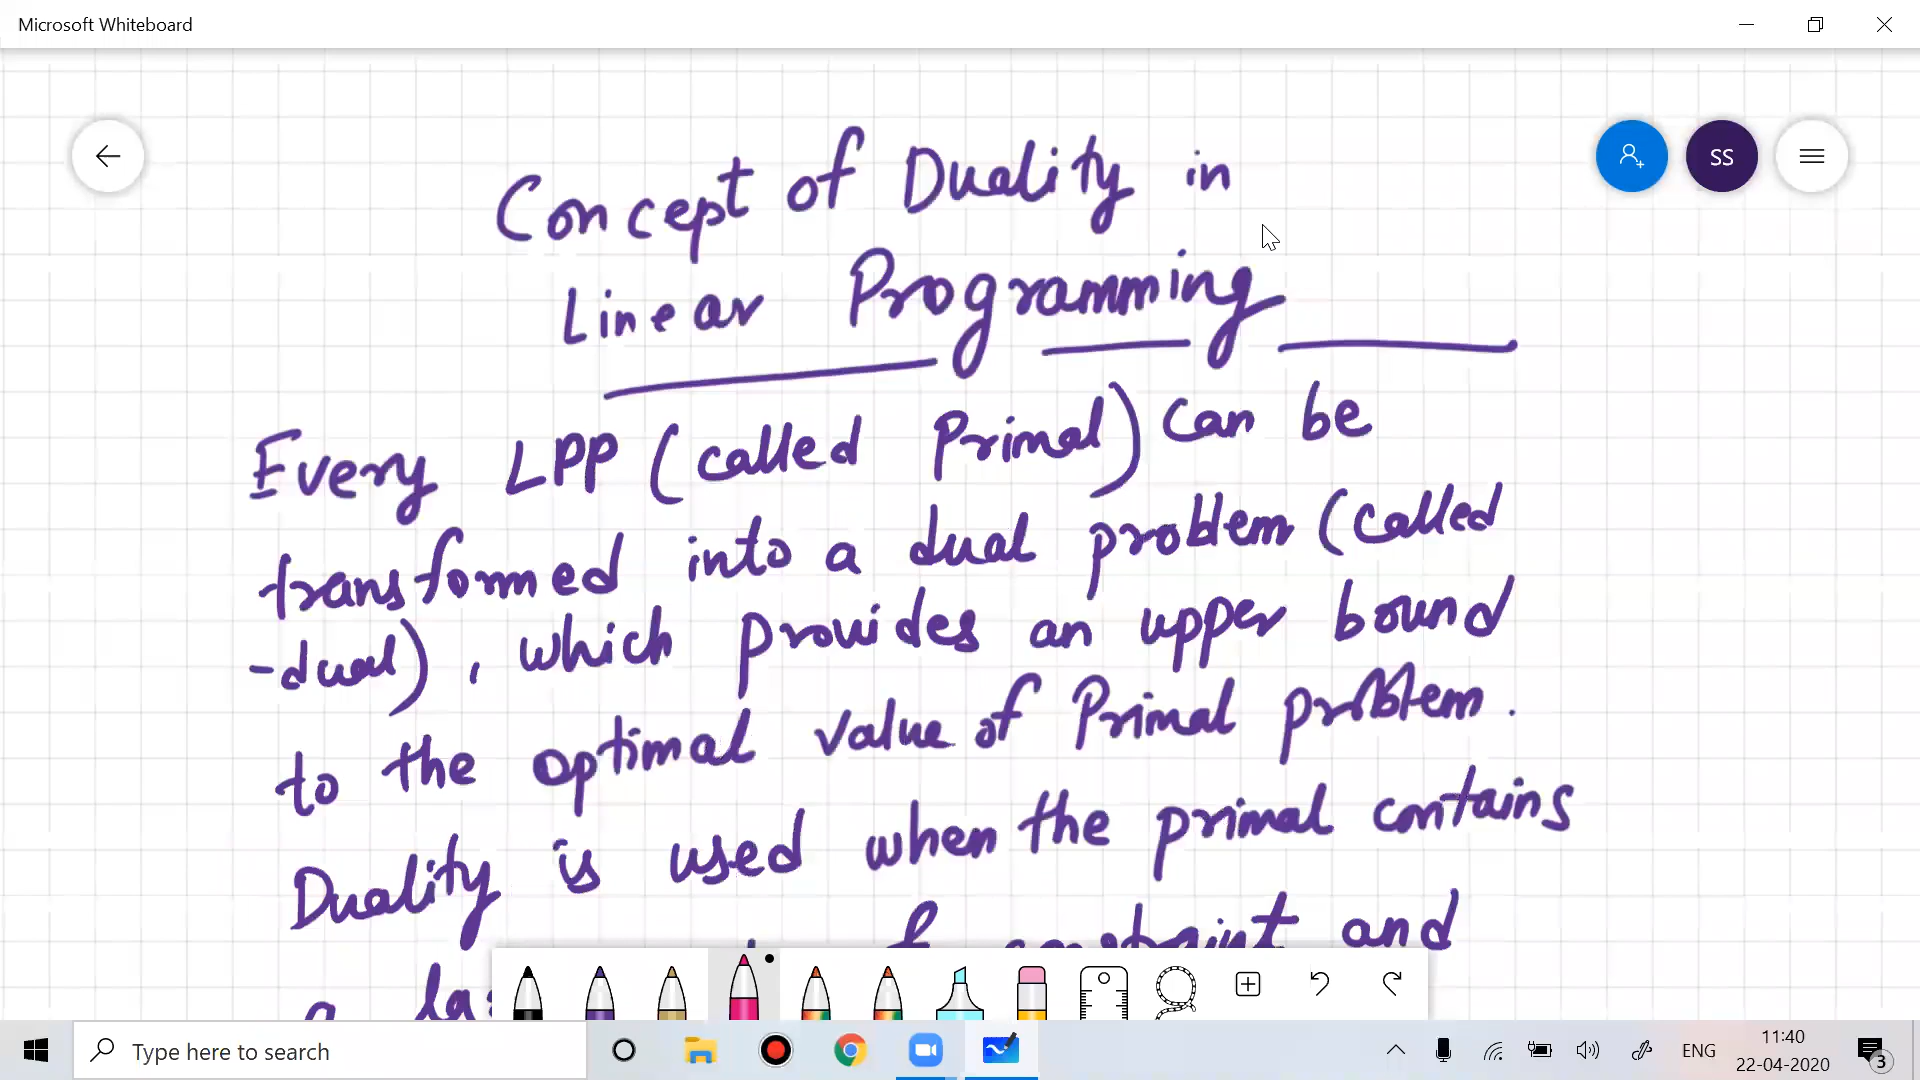 Microsoft Whiteboard
SS
Concept of Duality in
Linear Programming
Every LPP (called Primal) can be
transformed into a dual problem (called
-dual), which provides an upper bound
to the optimal value of Primal problem.
Duality is used when the primal contains
a of constraint and
Type here to search
ENG
11:40
22-04-2020
3